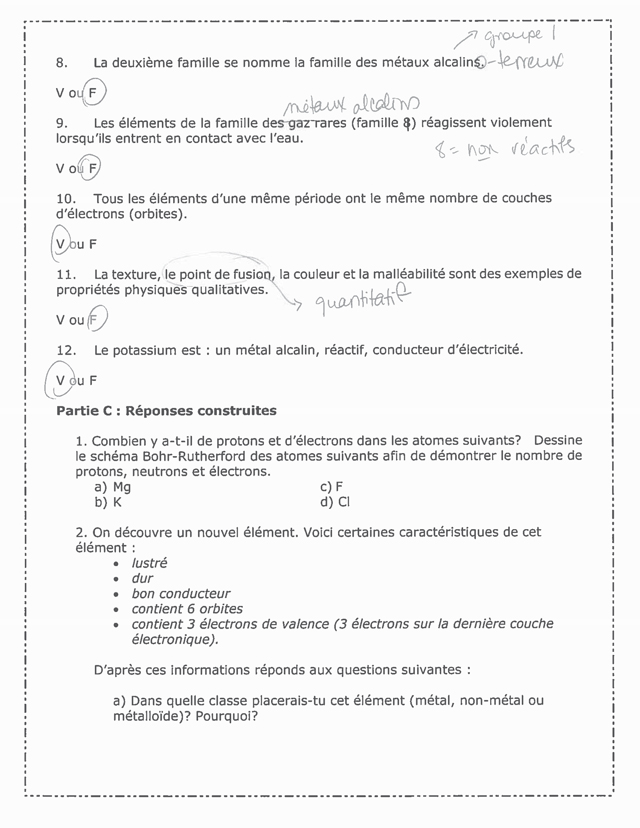 groupe 1
8. La deuxième famille se nomme la famille des métaux alcalins.
o-terreux
V ou F
métaux alcalins
9. Les éléments de la famille des gaz rares (famille 8) réagissent violement
lorsqu'ils entrent en contact avec l'eau.
8 = non réactifs
V ou F
10. Tous les éléments d'une même période ont le même nombre de couches
d'électrons (orbites).
V ou F
11. La texture, le point de fusion, la couleur et la malléabilité sont des exemples de
propriétés physiques qualitatives.
quantitatif
V ou F
12. Le potassium est : un métal alcalin, réactif, conducteur d'électricité.
V ou F
Partie C : Réponses construites
1. Combien y a-t-il de protons et d'électrons dans les atomes suivants? Dessine
le schéma Bohr-Rutherford des atomes suivants afin de démontrer le nombre de
protons, neutrons et électrons.
a) Mg c) F
b) K d) Cl
2. On découvre un nouvel élément. Voici certaines caractéristiques de cet
élément :
• lustré
• dur
• bon conducteur
• contient 6 orbites
• contient 3 électrons de valence (3 électrons sur la dernière couche
électronique).
D'après ces informations réponds aux questions suivantes :
a) Dans quelle classe placerais-tu cet élément (métal, non-métal ou
métalloïde)? Pourquoi?